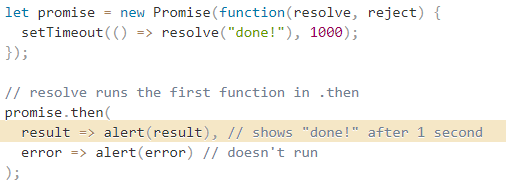 let promise = new Promise(function(resolve, reject) {
  setTimeout(() => resolve("done!"), 1000);
});

// resolve runs the first function in .then
promise.then(
  result => alert(result), // shows "done!" after 1 second
  error => alert(error) // doesn't run
);